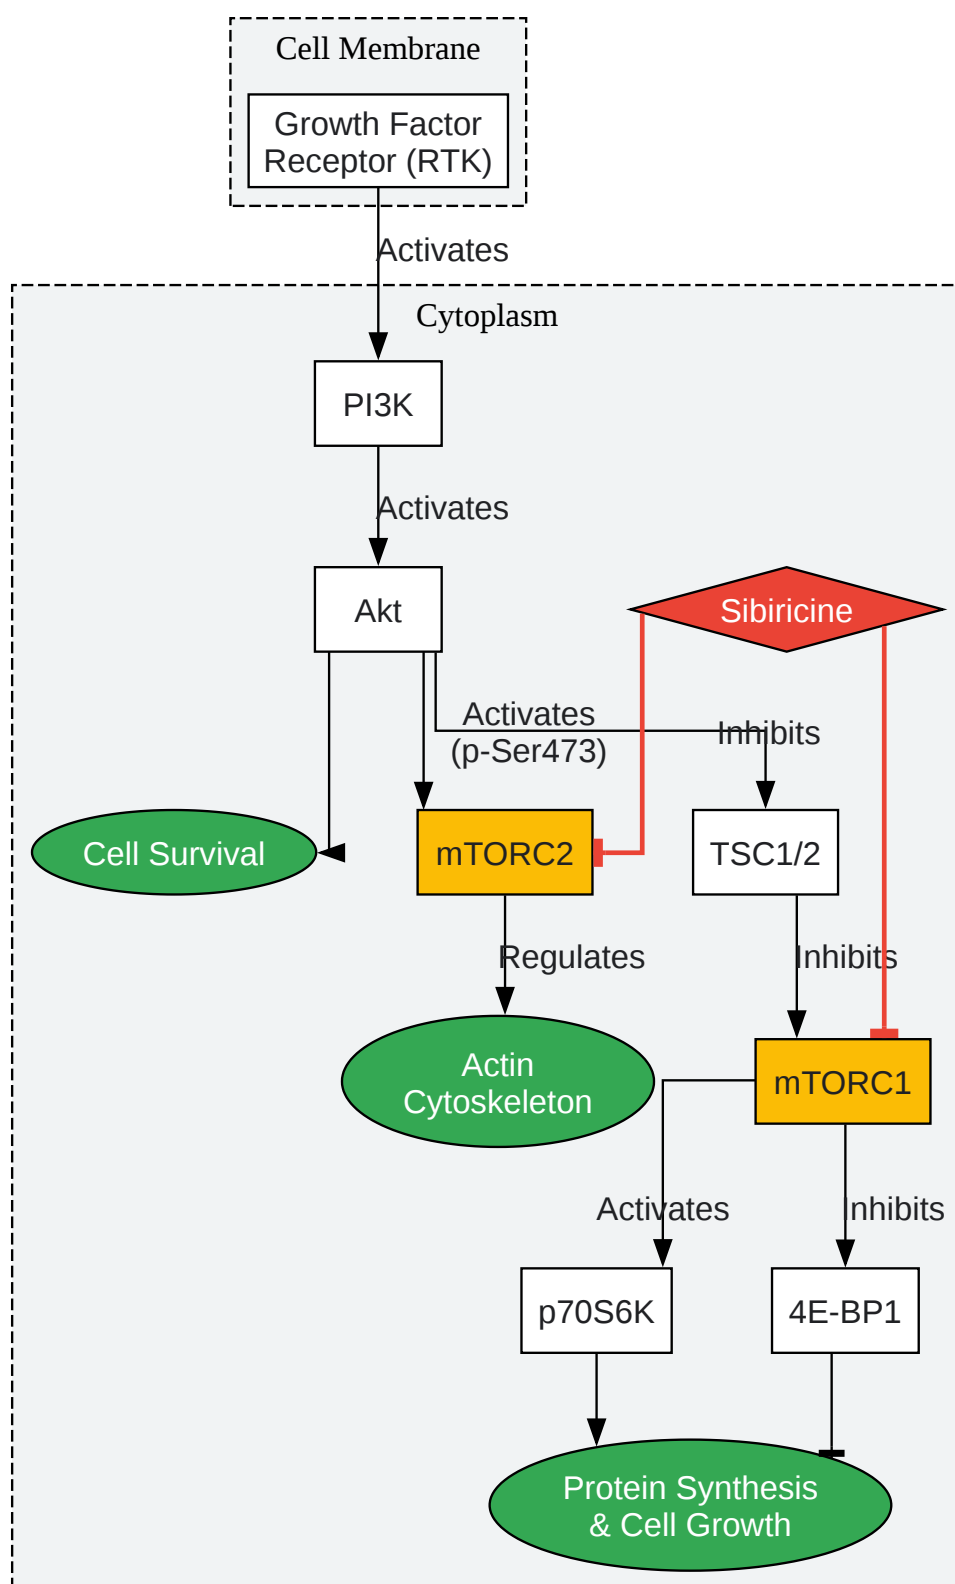 Cell Membrane
Growth Factor
Receptor (RTK)
Activates
Cytoplasm
PI3K
Activates
Akt
Sibiricine
Activates
(p-Ser473)
Inhibits
Cell Survival
mTORC2
TSC1/2
Regulates
Inhibits
Actin
Cytoskeleton
mTORC1
Activates
Inhibits
p70S6K
4E-BP1
Protein Synthesis
& Cell Growth